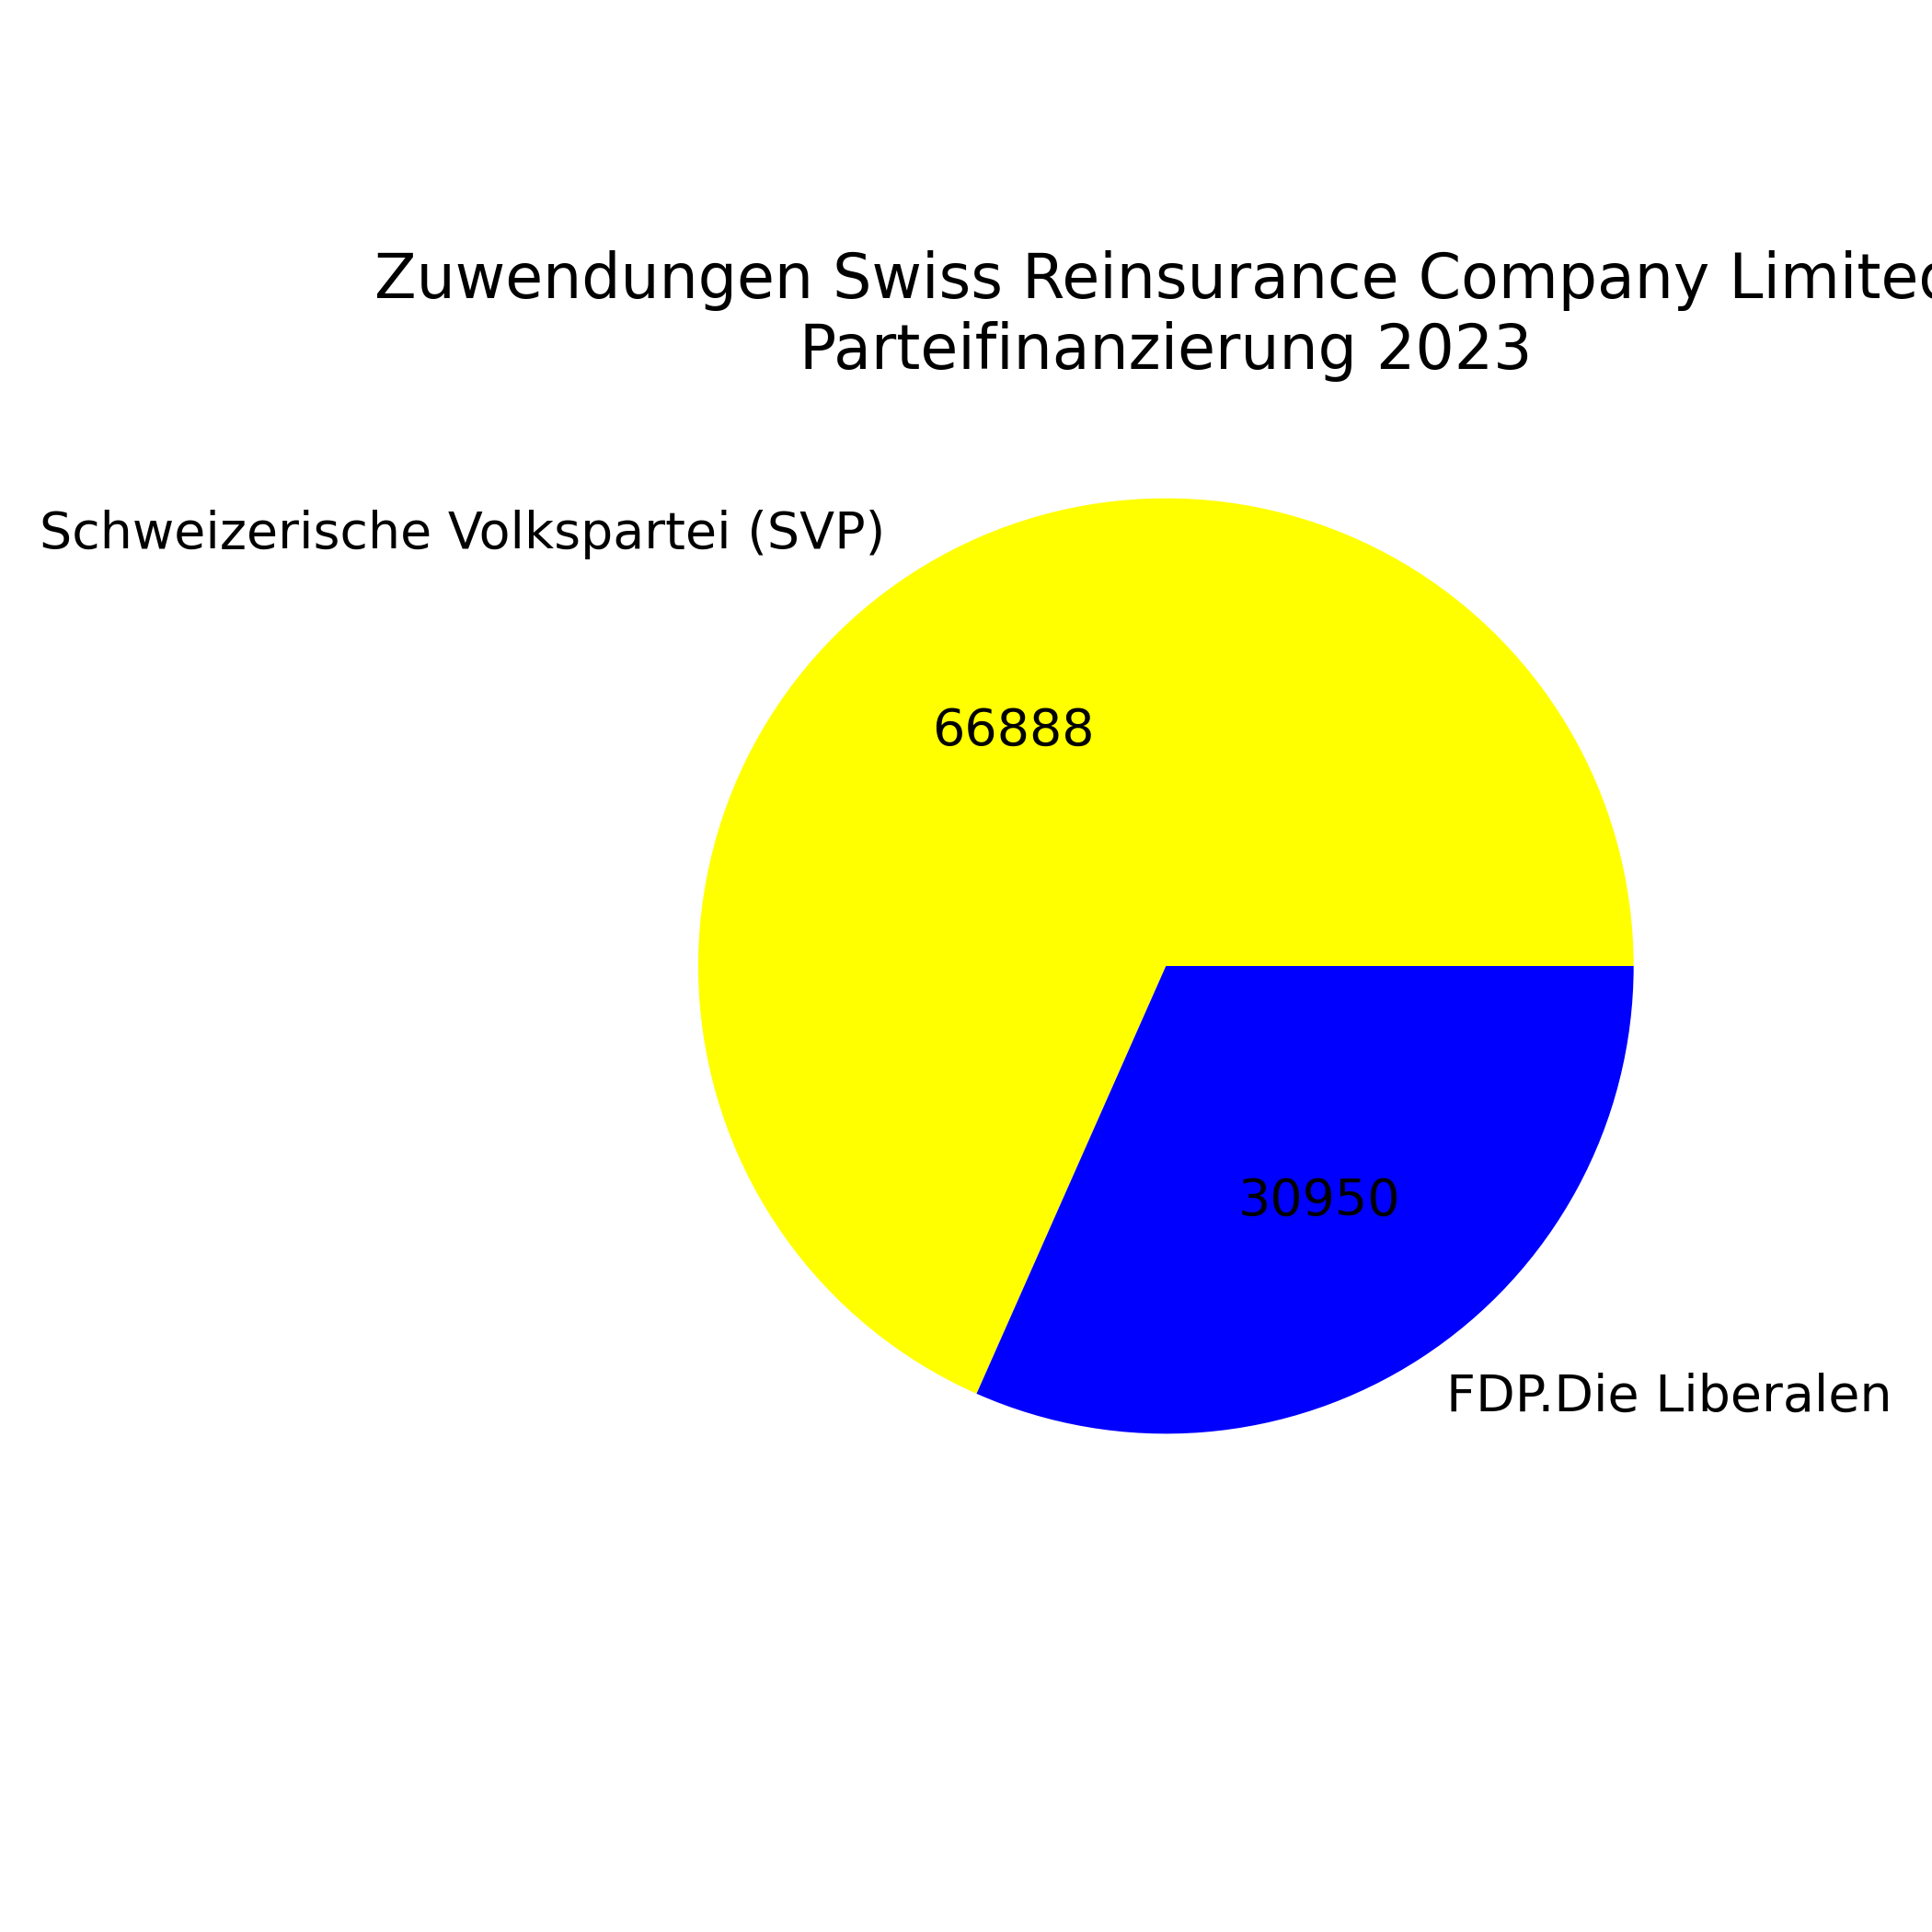 Zuwendungen Swiss Reinsurance Company Limited
Parteifinanzierung 2023
Schweizerische Volkspartei (SVP)
66888
30950
FDP.Die Liberalen